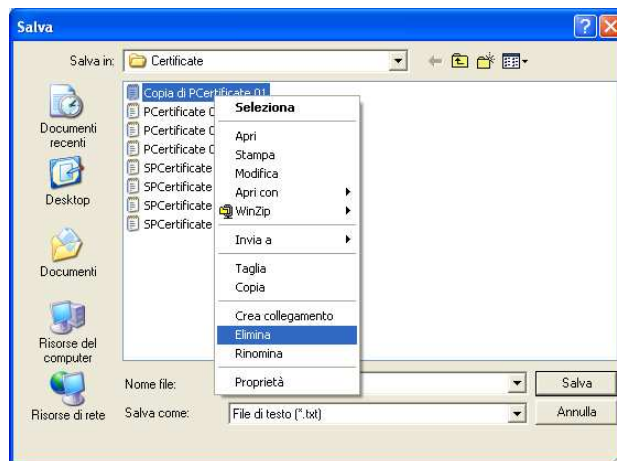 Salva
Salva in:
Certificate
Documenti
recenti
Desktop
Documenti
Risorse del
computer
Risorse di rete
Copia di PCertificate 01
PCertificate
PCertificate
PCertificate
SPCertificate
SPCertificate
SPCertificate
SPCertificate
Seleziona
Apri
Stampa
Modifica
Apri con
WinZip
Invia a
Taglia
Copia
Crea collegamento
Elimina
Rinomina
Proprietà
Nome file:
Salva
Salva come:
File di testo (*.txt)
Annulla